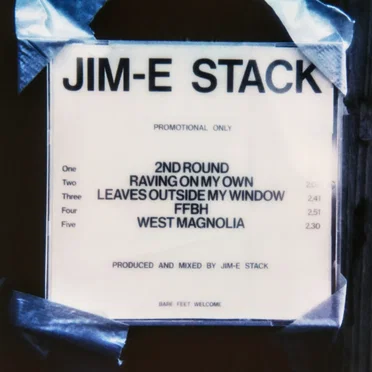 JIM-E STACK
PROMOTIONAL ONLY
One 2ND ROUND
Two RAVING ON MY OWN
Three LEAVES OUTSIDE MY WINDOW 2,41
Four FFBH 2,51
Five WEST MAGNOLIA 2,30
PRODUCED AND MIXED BY JIM-E STACK
BARE FEET WELCOME